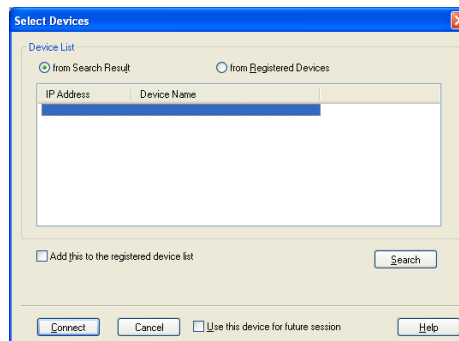 Select Devices
Device List
from Search Result
from Registered Devices
IP Address Device Name
Add this to the registered device list
Search
Connect Cancel Use this device for future session Help